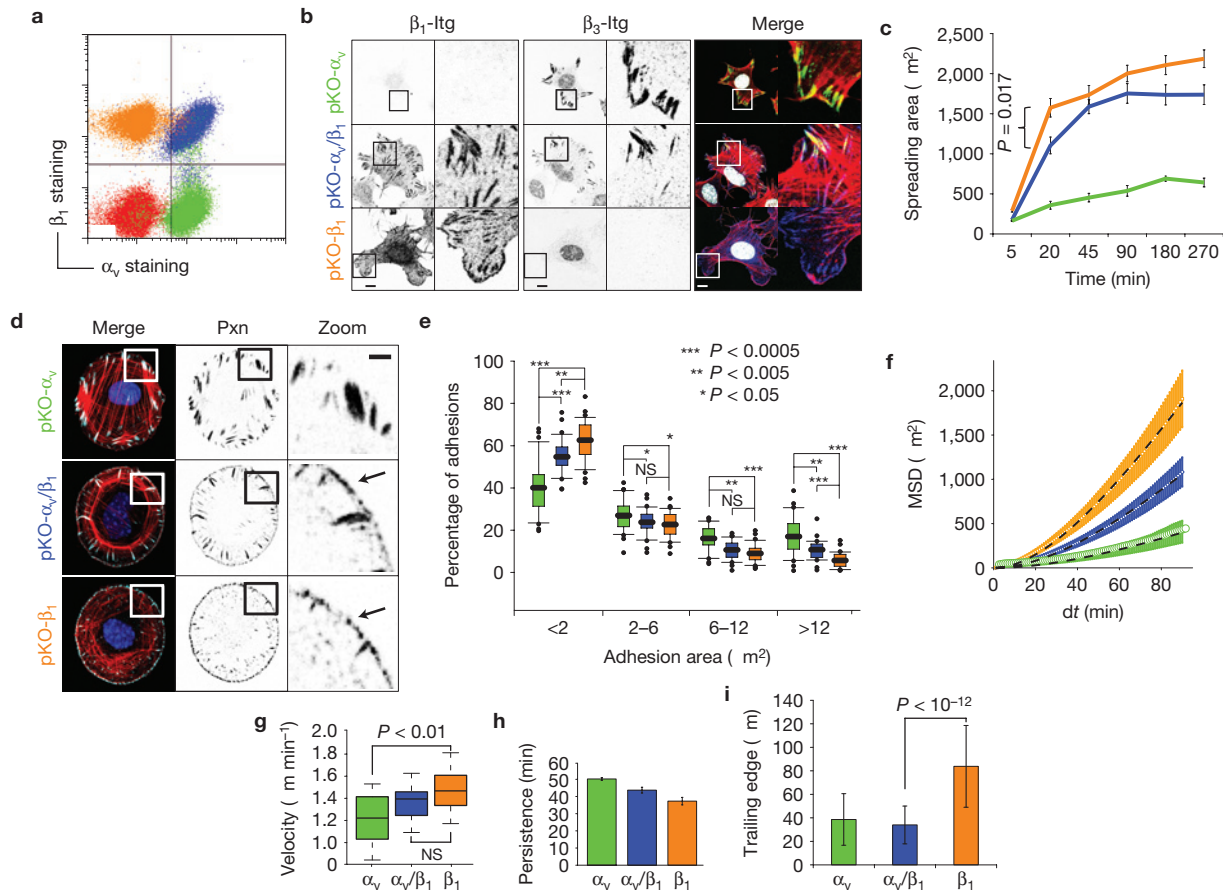 a
β1 staining
αv staining
b
β1-Itg
β3-Itg
Merge
pKO-αv
pKO-αv/β1
pKO-β1
c
Spreading area ( m²)
2,500
2,000
1,500
1,000
500
0
P = 0.017
5 20 45 90 180 270
Time (min)
d
Merge Pxn Zoom
pKO-αv
pKO-αv/β1
pKO-β1
e
*** P < 0.0005
** P < 0.005
* P < 0.05
Percentage of adhesions
100
80
60
40
20
0
*** ** ***
* * NS
*** ** NS
*** ** ***
<2 2–6 6–12 >12
Adhesion area ( m²)
f
MSD ( m²)
2,000
1,500
1,000
500
0
0 20 40 60 80
dt (min)
g
Velocity ( m min⁻¹)
2.0
1.8
1.6
1.4
1.2
1.0
0
P < 0.01
NS
αv αv/β1 β1
h
Persistence (min)
60
50
40
30
20
10
0
αv αv/β1 β1
i
Trailing edge ( m)
140
120
100
80
60
40
20
0
P < 10⁻¹²
αv αv/β1 β1